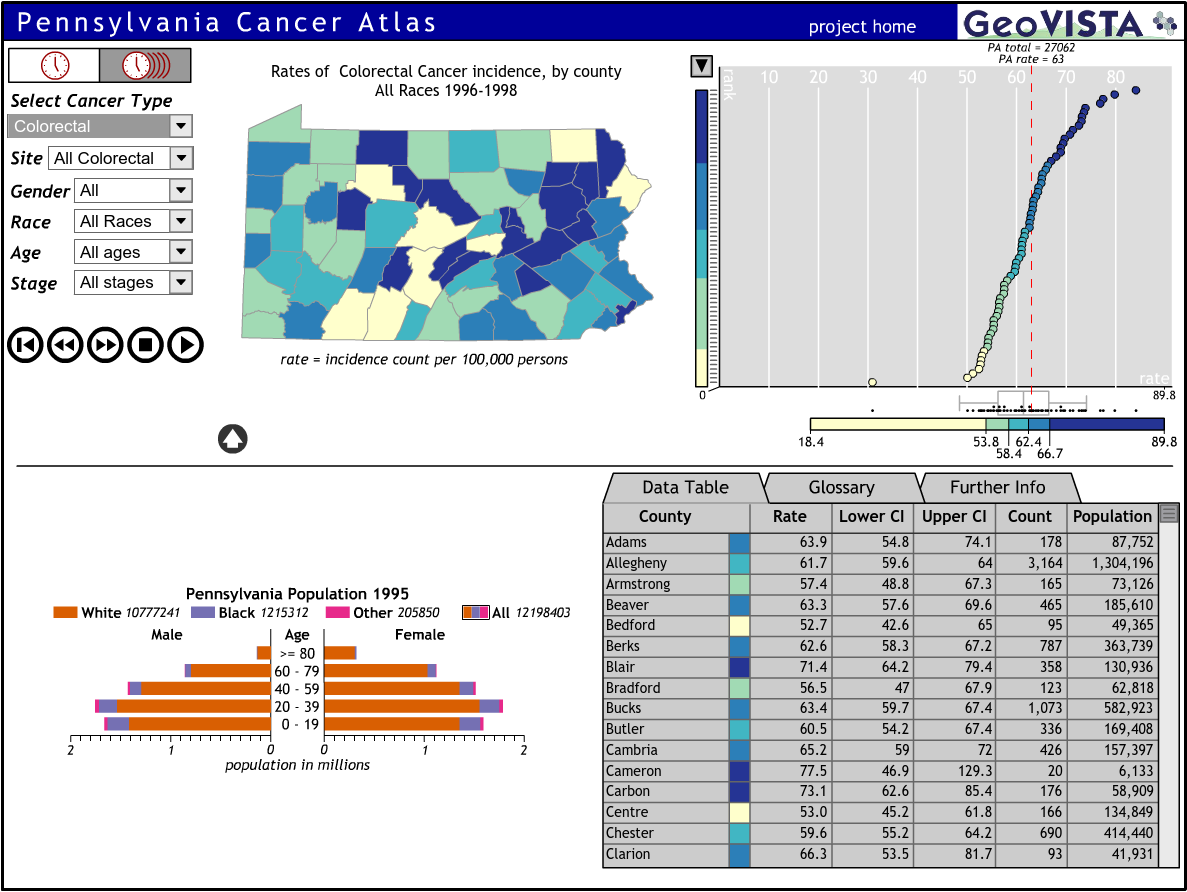 Pennsylvania Cancer Atlas
project home
GeoVISTA
PA total = 27062
PA rate = 63
Select Cancer Type
Colorectal
Site All Colorectal
Gender All
Race All Races
Age All ages
Stage All stages
Rates of Colorectal Cancer incidence, by county
All Races 1996-1998
rate = incidence count per 100,000 persons
rank
10 20 30 40 50 60 70 80
rate
0 89.8
18.4 53.8 62.4 89.8
58.4 66.7
Pennsylvania Population 1995
White 10777241 Black 1215312 Other 205850 All 12198403
Male Age Female
>= 80
60 - 79
40 - 59
20 - 39
0 - 19
2 1 0 0 1 2
population in millions
Data Table Glossary Further Info
County Rate Lower CI Upper CI Count Population
Adams 63.9 54.8 74.1 178 87,752
Allegheny 61.7 59.6 64 3,164 1,304,196
Armstrong 57.4 48.8 67.3 165 73,126
Beaver 63.3 57.6 69.6 465 185,610
Bedford 52.7 42.6 65 95 49,365
Berks 62.6 58.3 67.2 787 363,739
Blair 71.4 64.2 79.4 358 130,936
Bradford 56.5 47 67.9 123 62,818
Bucks 63.4 59.7 67.4 1,073 582,923
Butler 60.5 54.2 67.4 336 169,408
Cambria 65.2 59 72 426 157,397
Cameron 77.5 46.9 129.3 20 6,133
Carbon 73.1 62.6 85.4 176 58,909
Centre 53.0 45.2 61.8 166 134,849
Chester 59.6 55.2 64.2 690 414,440
Clarion 66.3 53.5 81.7 93 41,931